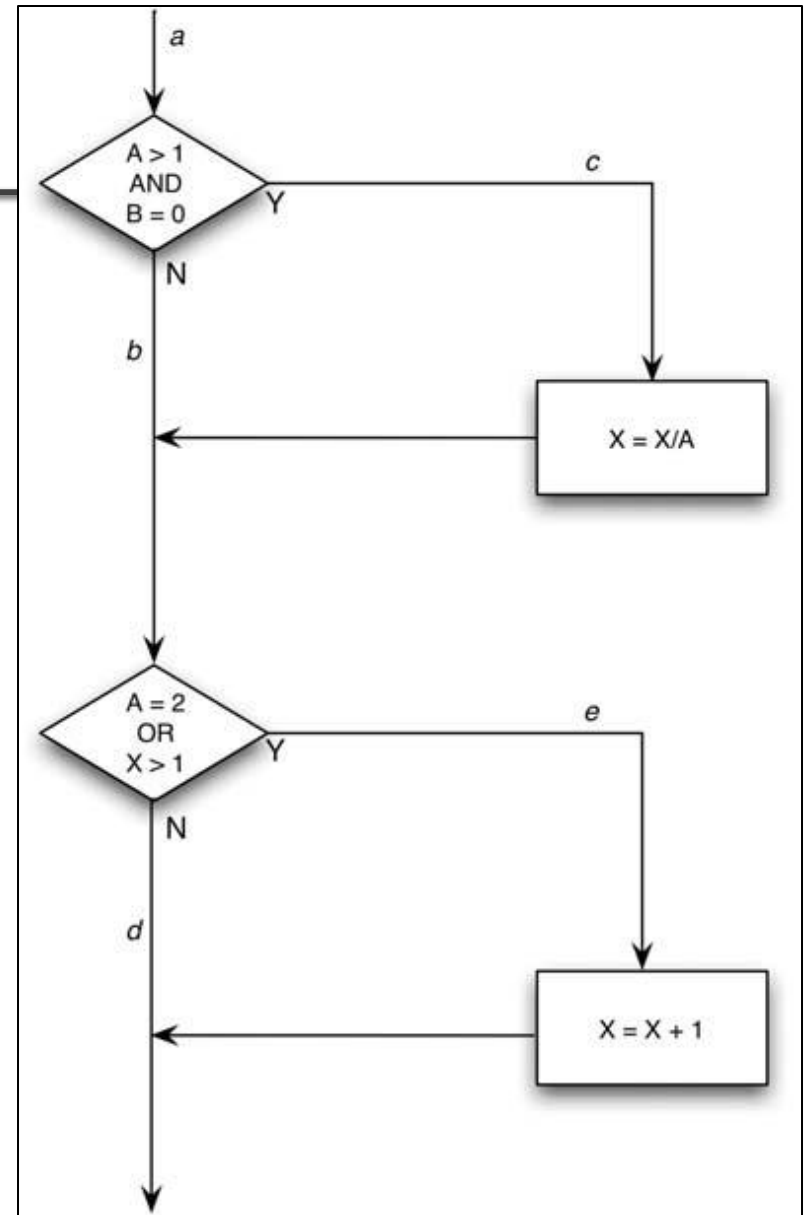 a
A > 1
AND
B = 0
Y
c
N
b
X = X/A
A = 2
OR
X > 1
Y
e
N
d
X = X + 1